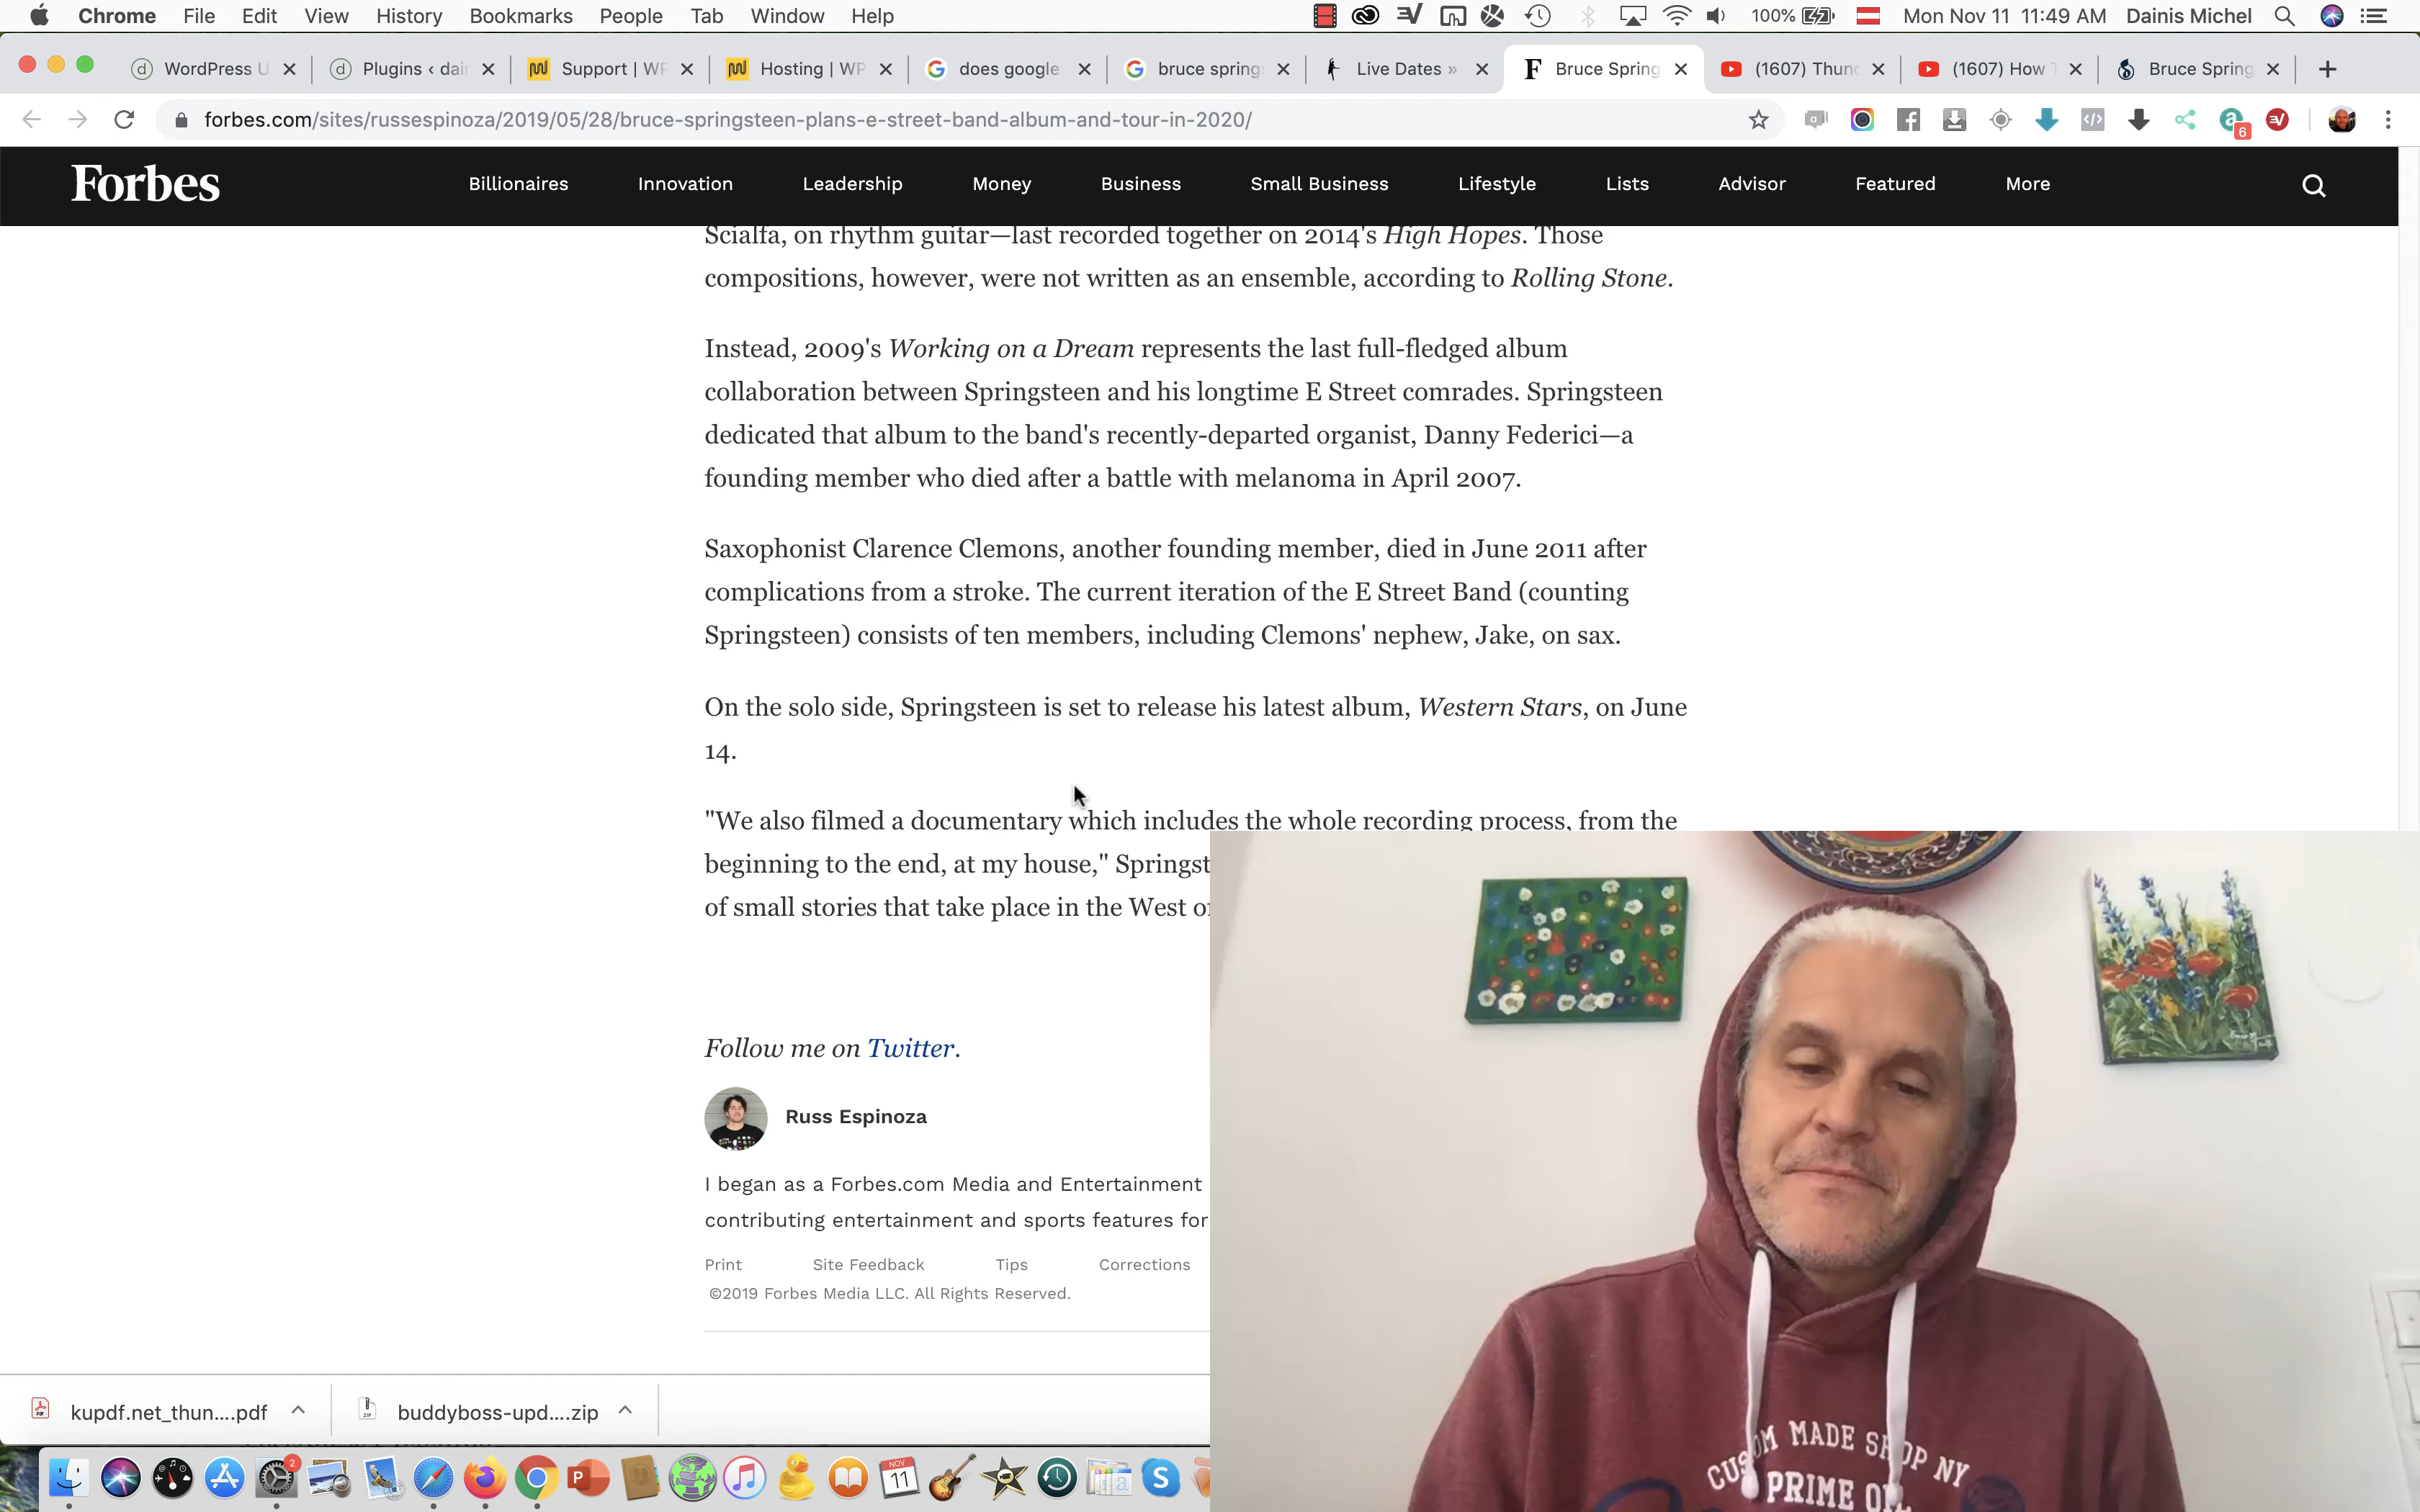 Chrome File Edit View History Bookmarks People Tab Window Help 100% Mon Nov 11 11:49 AM Dainis Michel
WordPress U Plugins ‹ dair Support | WP Hosting | WP does google bruce spring Live Dates » Bruce Spring (1607) Thun (1607) How T Bruce Spring
forbes.com/sites/russespinoza/2019/05/28/bruce-springsteen-plans-e-street-band-album-and-tour-in-2020/ 6
Forbes Billionaires Innovation Leadership Money Business Small Business Lifestyle Lists Advisor Featured More
Scialfa, on rhythm guitar—last recorded together on 2014's High Hopes. Those
compositions, however, were not written as an ensemble, according to Rolling Stone.
Instead, 2009's Working on a Dream represents the last full-fledged album
collaboration between Springsteen and his longtime E Street comrades. Springsteen
dedicated that album to the band's recently-departed organist, Danny Federici—a
founding member who died after a battle with melanoma in April 2007.
Saxophonist Clarence Clemons, another founding member, died in June 2011 after
complications from a stroke. The current iteration of the E Street Band (counting
Springsteen) consists of ten members, including Clemons' nephew, Jake, on sax.
On the solo side, Springsteen is set to release his latest album, Western Stars, on June
14.
"We also filmed a documentary which includes the whole recording process, from the
beginning to the end, at my house," Springst
of small stories that take place in the West o
Follow me on Twitter.
Russ Espinoza
I began as a Forbes.com Media and Entertainment
contributing entertainment and sports features for
Print Site Feedback Tips Corrections
©2019 Forbes Media LLC. All Rights Reserved.
kupdf.net_thun....pdf buddyboss-upd....zip
2 NOV 11
CUSTOM MADE SHOP NY
PRIME